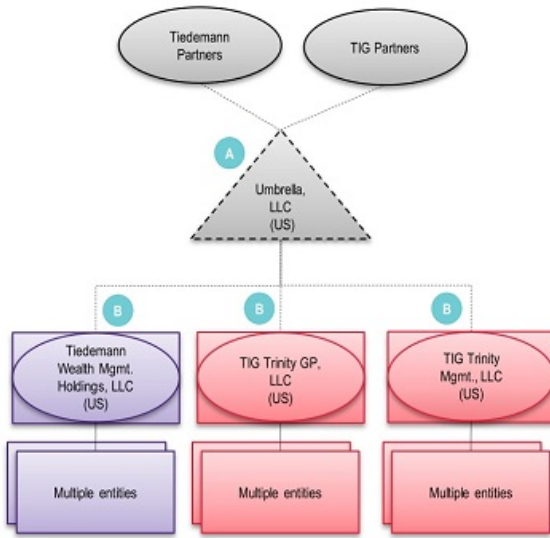 Tiedemann
Partners
TIG Partners
A
Umbrella,
LLC
(US)
B
B
B
Tiedemann
Wealth Mgmt.
Holdings, LLC
(US)
TIG Trinity GP,
LLC
(US)
TIG Trinity
Mgmt., LLC
(US)
Multiple entities
Multiple entities
Multiple entities